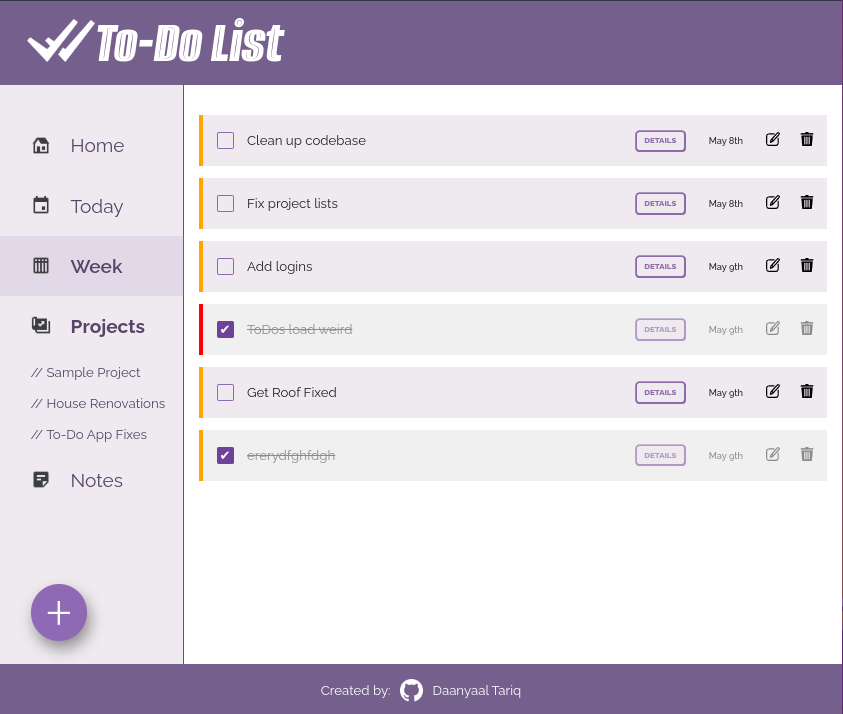 To-Do List
Home
Today
Week
Projects
// Sample Project
// House Renovations
// To-Do App Fixes
Notes
Clean up codebase DETAILS May 8th
Fix project lists DETAILS May 8th
Add logins DETAILS May 9th
ToDos load weird DETAILS May 9th
Get Roof Fixed DETAILS May 9th
ererydfghfdgh DETAILS May 9th
Created by: Daanyaal Tariq